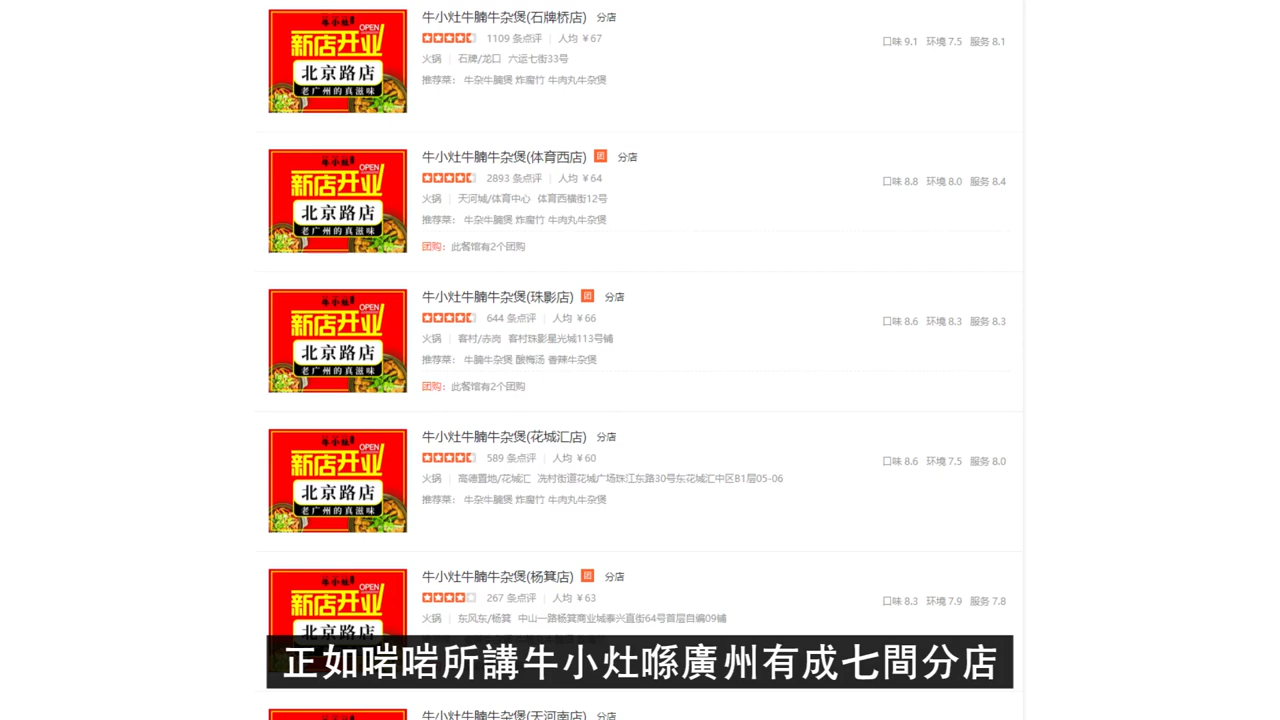 牛小灶
OPEN
新店开业
北京路店
老广州的真滋味
牛小灶牛腩牛杂煲(石牌桥店) 分店
1109 条点评 | 人均 ¥67
口味 9.1 环境 7.5 服务 8.1
火锅 | 石牌/龙口 六运七街33号
推荐菜： 牛杂牛腩煲 炸腐竹 牛肉丸牛杂煲
牛小灶
OPEN
新店开业
北京路店
老广州的真滋味
牛小灶牛腩牛杂煲(体育西店) 团 分店
2893 条点评 | 人均 ¥64
口味 8.8 环境 8.0 服务 8.4
火锅 | 天河城/体育中心 体育西横街12号
推荐菜： 牛杂牛腩煲 炸腐竹 牛肉丸牛杂煲
团购：此餐馆有2个团购
牛小灶
OPEN
新店开业
北京路店
老广州的真滋味
牛小灶牛腩牛杂煲(珠影店) 团 分店
644 条点评 | 人均 ¥66
口味 8.6 环境 8.3 服务 8.3
火锅 | 客村/赤岗 客村珠影星光城113号铺
推荐菜： 牛腩牛杂煲 酸梅汤 香辣牛杂煲
团购：此餐馆有2个团购
牛小灶
OPEN
新店开业
北京路店
老广州的真滋味
牛小灶牛腩牛杂煲(花城汇店) 分店
589 条点评 | 人均 ¥60
口味 8.6 环境 7.5 服务 8.0
火锅 | 高德置地/花城汇 冼村街道花城广场珠江东路30号东花城汇中区B1层05-06
推荐菜： 牛杂牛腩煲 炸腐竹 牛肉丸牛杂煲
牛小灶
OPEN
新店开业
北京路店
牛小灶牛腩牛杂煲(杨箕店) 团 分店
267 条点评 | 人均 ¥63
口味 8.3 环境 7.9 服务 7.8
火锅 | 东风东/杨箕 中山一路杨箕商业城泰兴直街64号首层自编09铺
正如啱啱所講牛小灶喺廣州有成七間分店
牛小灶牛腩牛杂煲(天河南店) 分店